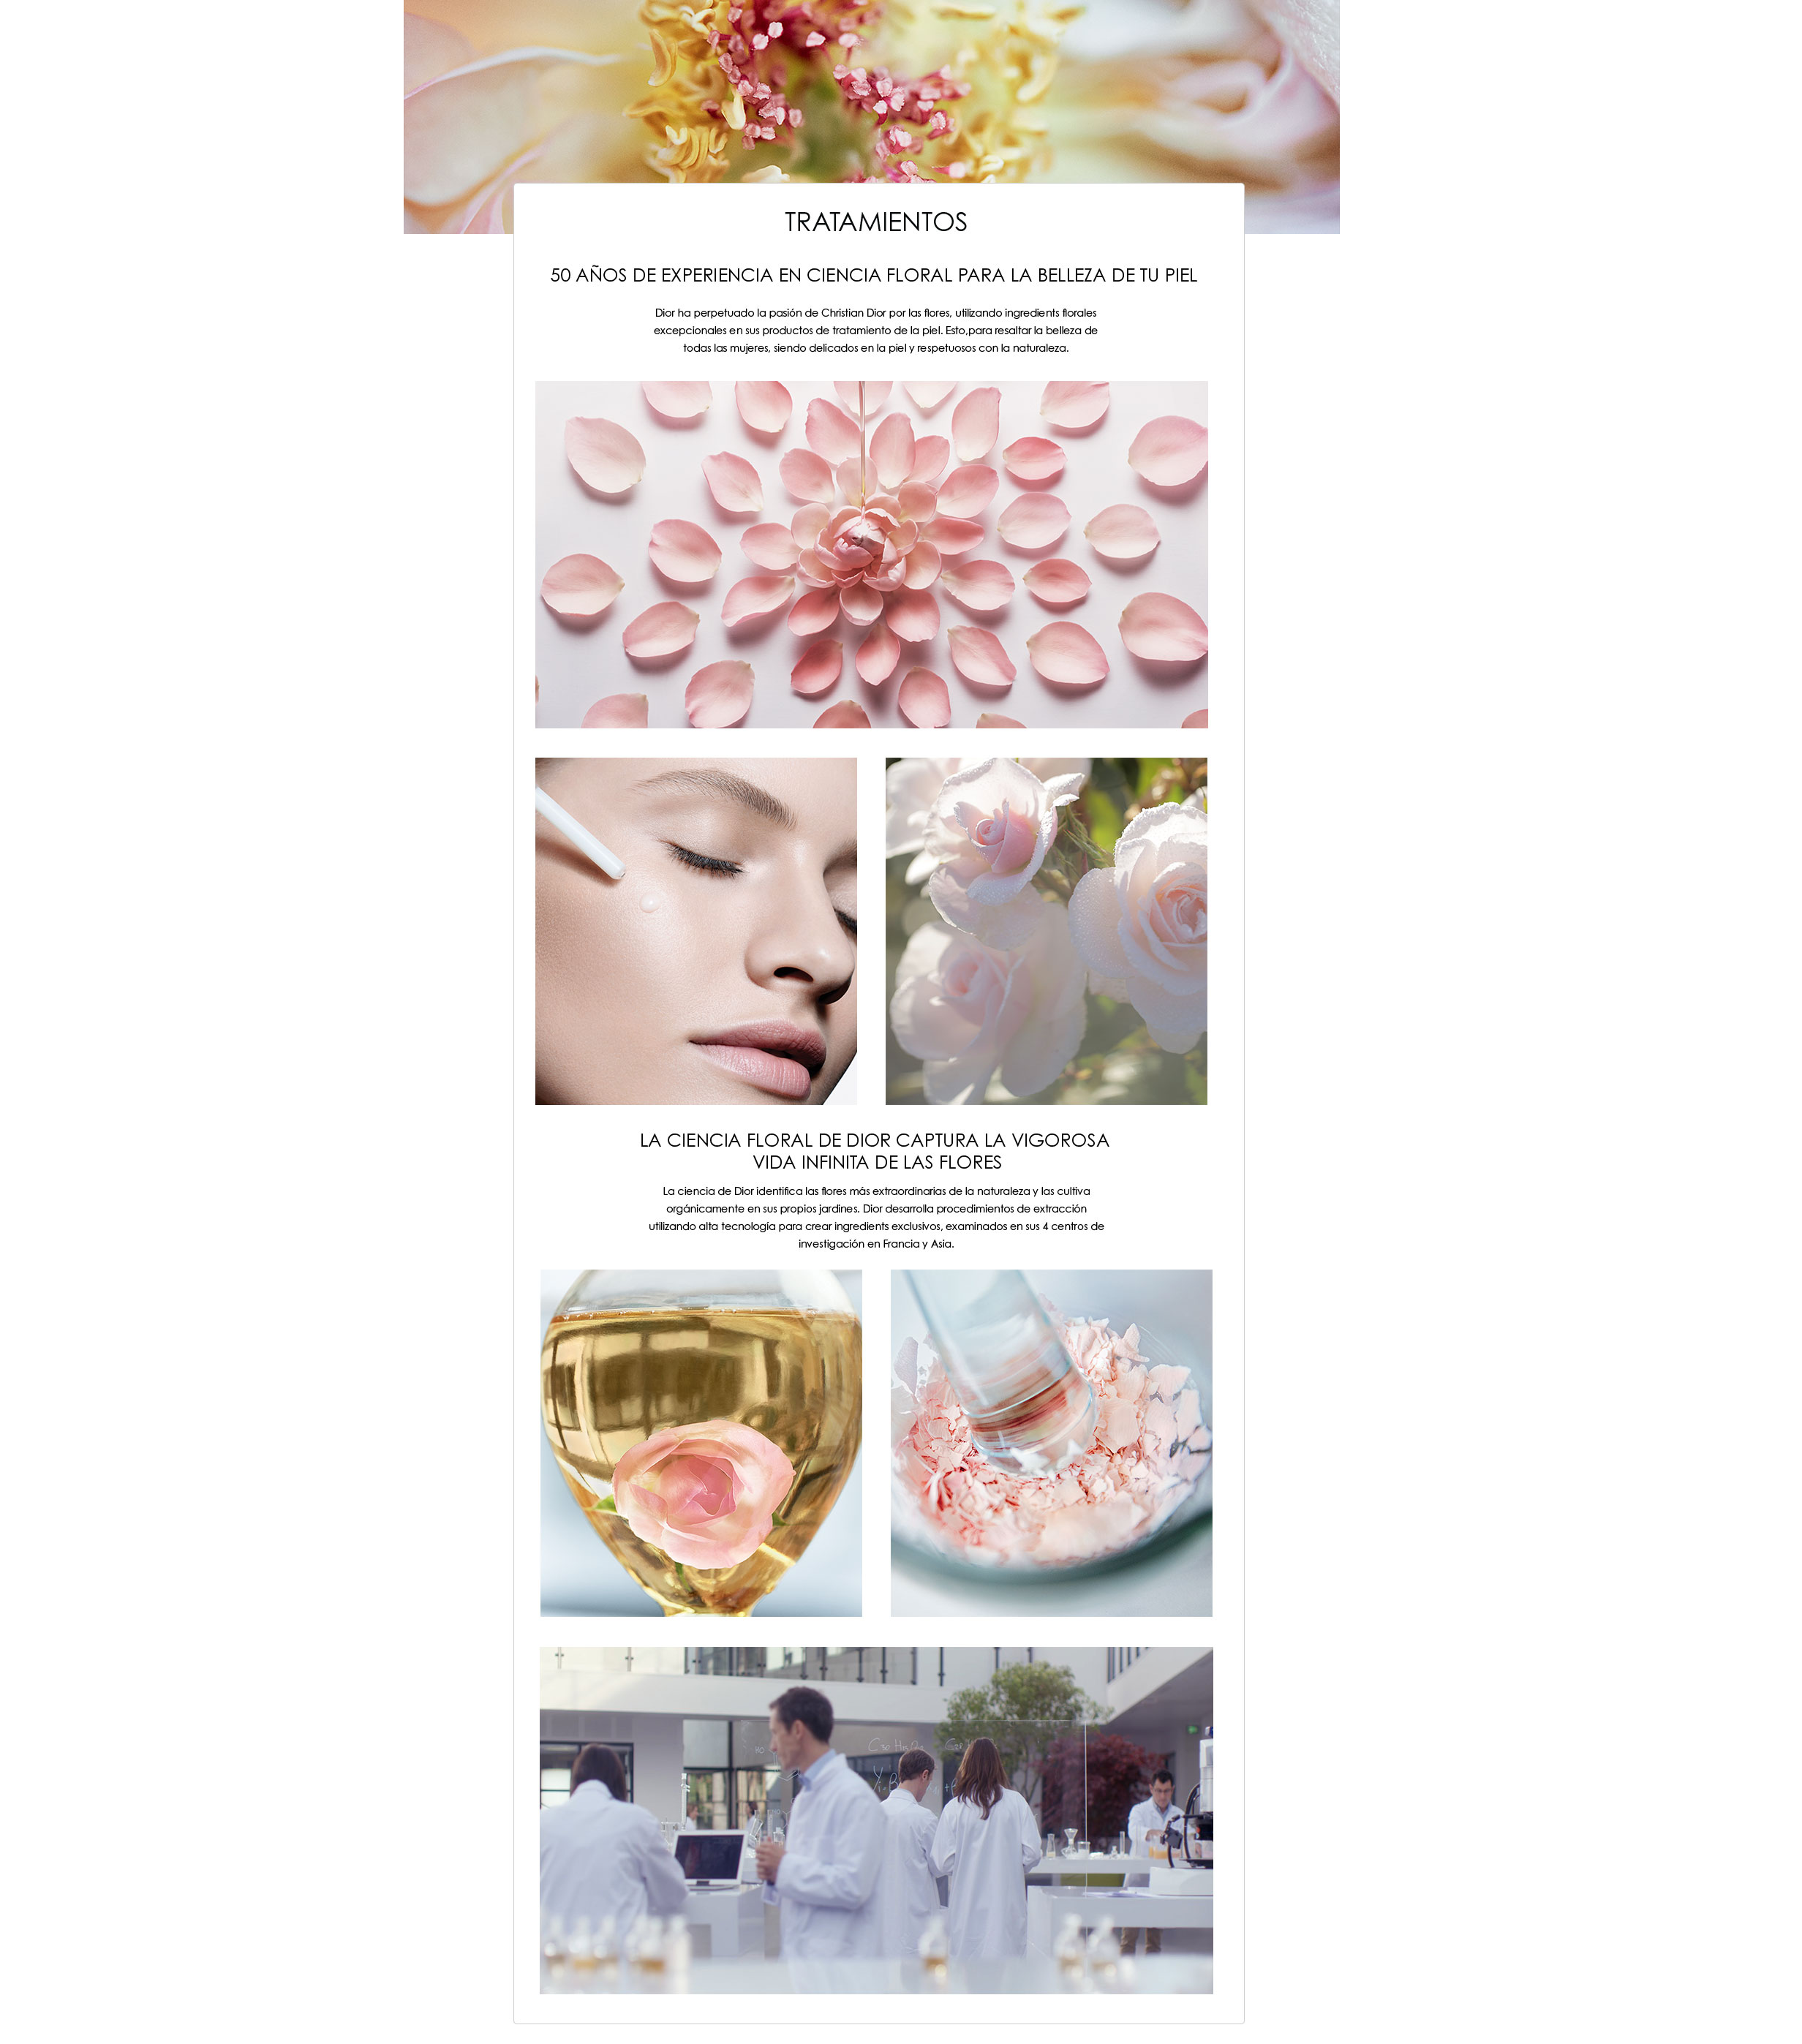 TRATAMIENTOS
50 AÑOS DE EXPERIENCIA EN CIENCIA FLORAL PARA LA BELLEZA DE TU PIEL
Dior ha perpetuado la pasión de Christian Dior por las flores, utilizando ingredients florales
excepcionales en sus productos de tratamiento de la piel. Esto,para resaltar la belleza de
todas las mujeres, siendo delicados en la piel y respetuosos con la naturaleza.
LA CIENCIA FLORAL DE DIOR CAPTURA LA VIGOROSA
VIDA INFINITA DE LAS FLORES
La ciencia de Dior identifica las flores más extraordinarias de la naturaleza y las cultiva
orgánicamente en sus propios jardines. Dior desarrolla procedimientos de extracción
utilizando alta tecnología para crear ingredients exclusivos, examinados en sus 4 centros de
investigación en Francia y Asia.